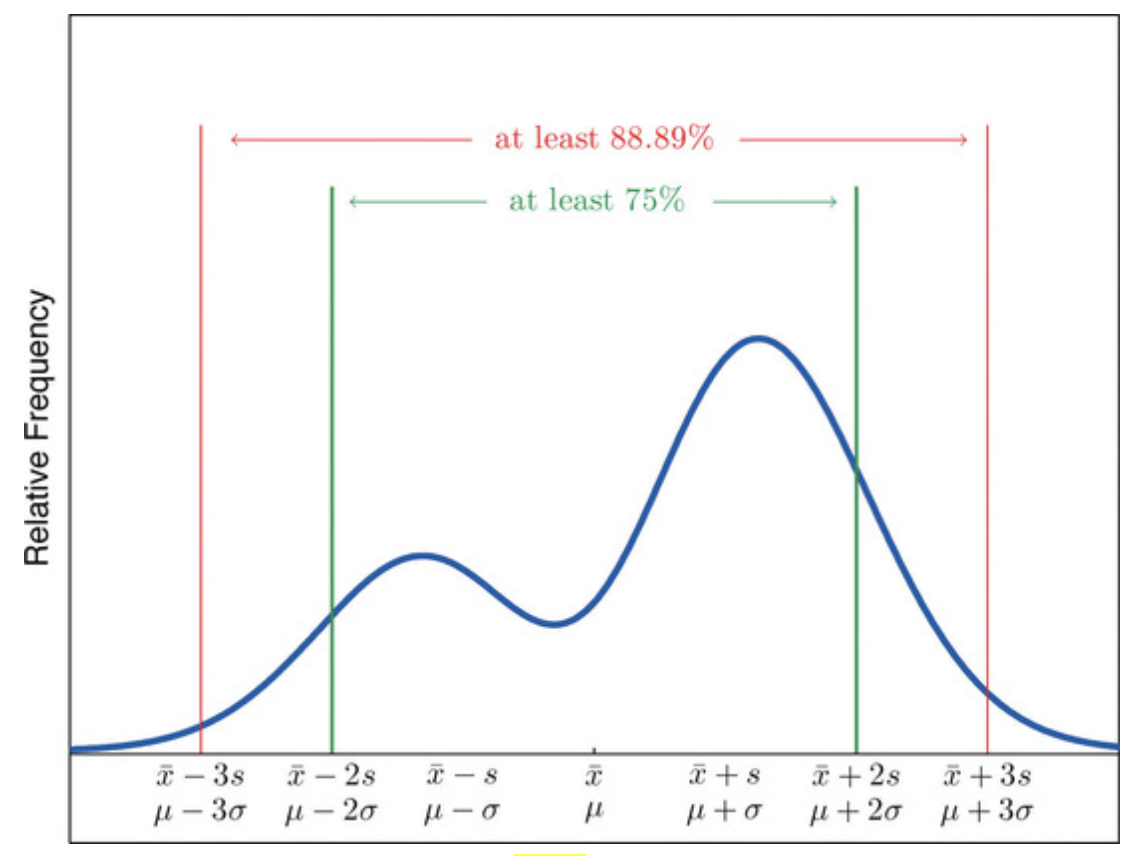 at least 88.89%
at least 75%
Relative Frequency
x̄ − 3s x̄ − 2s x̄ − s x̄ x̄ + s x̄ + 2s x̄ + 3s
μ − 3σ μ − 2σ μ − σ μ μ + σ μ + 2σ μ + 3σ